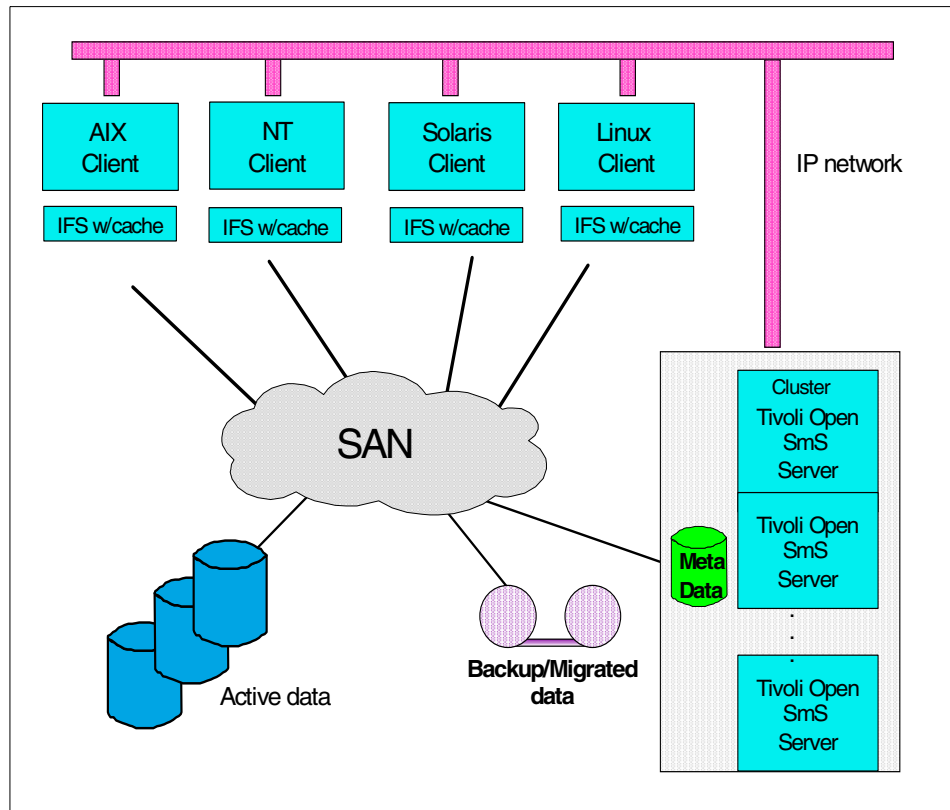 AIX
Client
NT
Client
Solaris
Client
Linux
Client
IP network
IFS w/cache
IFS w/cache
IFS w/cache
IFS w/cache
SAN
Cluster
Tivoli Open
SmS
Server
Tivoli Open
SmS
Server
Meta
Data
.
.
.
Tivoli Open
SmS
Server
Active data
Backup/Migrated
data